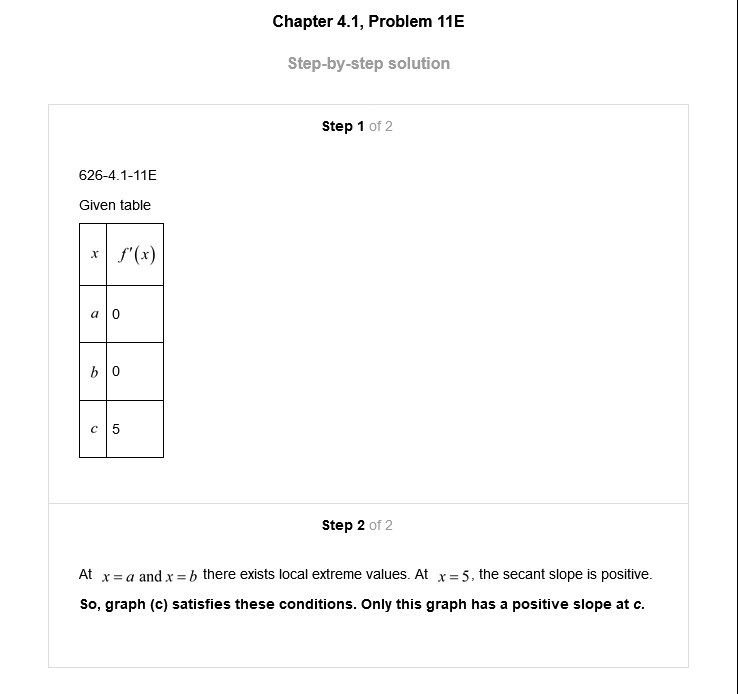 Chapter 4.1, Problem 11E
Step-by-step solution
Step 1 of 2
626-4.1-11E
Given table
x f′(x)
a 0
b 0
c 5
Step 2 of 2
At x = a and x = b there exists local extreme values. At x = 5, the secant slope is positive.
So, graph (c) satisfies these conditions. Only this graph has a positive slope at c.